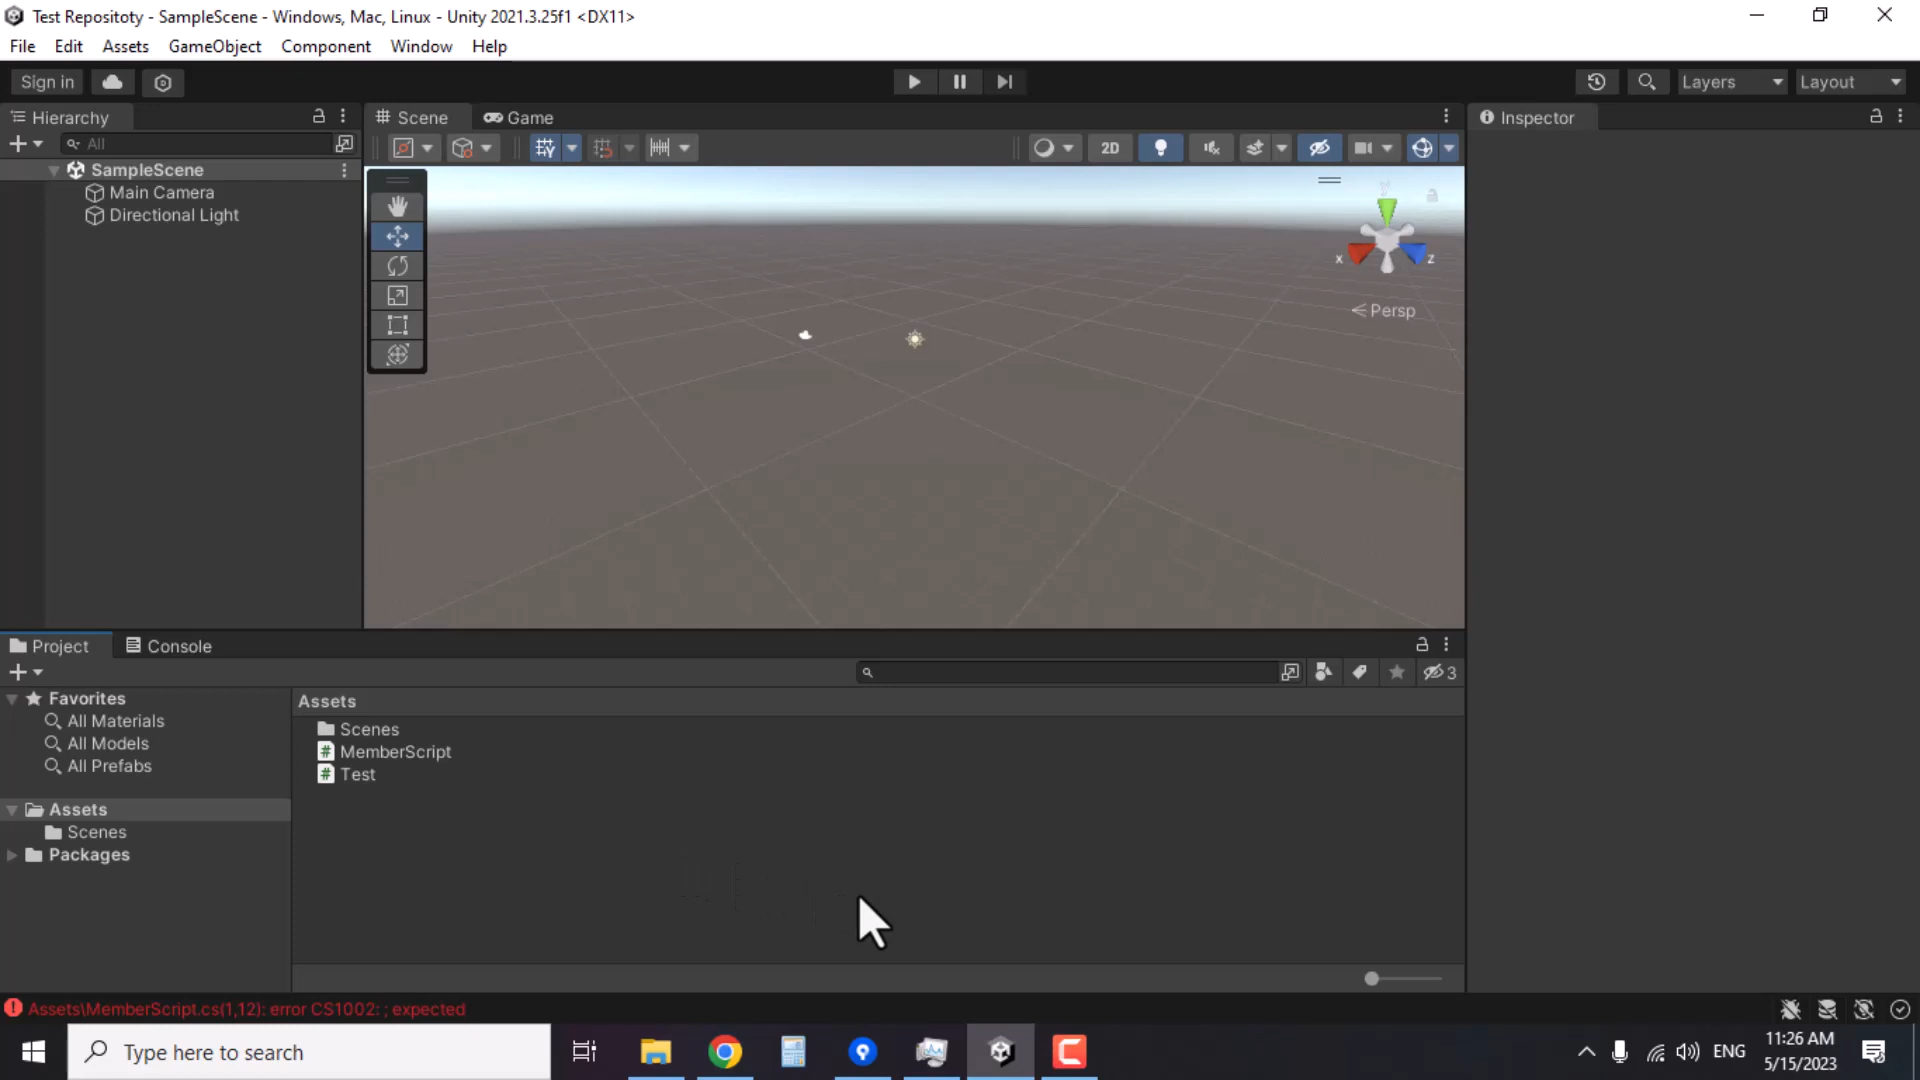 Test Repositoty - SampleScene - Windows, Mac, Linux - Unity 2021.3.25f1 <DX11>
File Edit Assets GameObject Component Window Help
Sign in Layers Layout
Hierarchy Scene Game Inspector
All 2D
SampleScene
Main Camera
Directional Light
y
x z
Persp
Project Console
3
Favorites
All Materials
All Models
All Prefabs
Assets
Scenes
Packages
Assets
Scenes
MemberScript
Test
Assets\MemberScript.cs(1,12): error CS1002: ; expected
Type here to search ENG 11:26 AM
5/15/2023